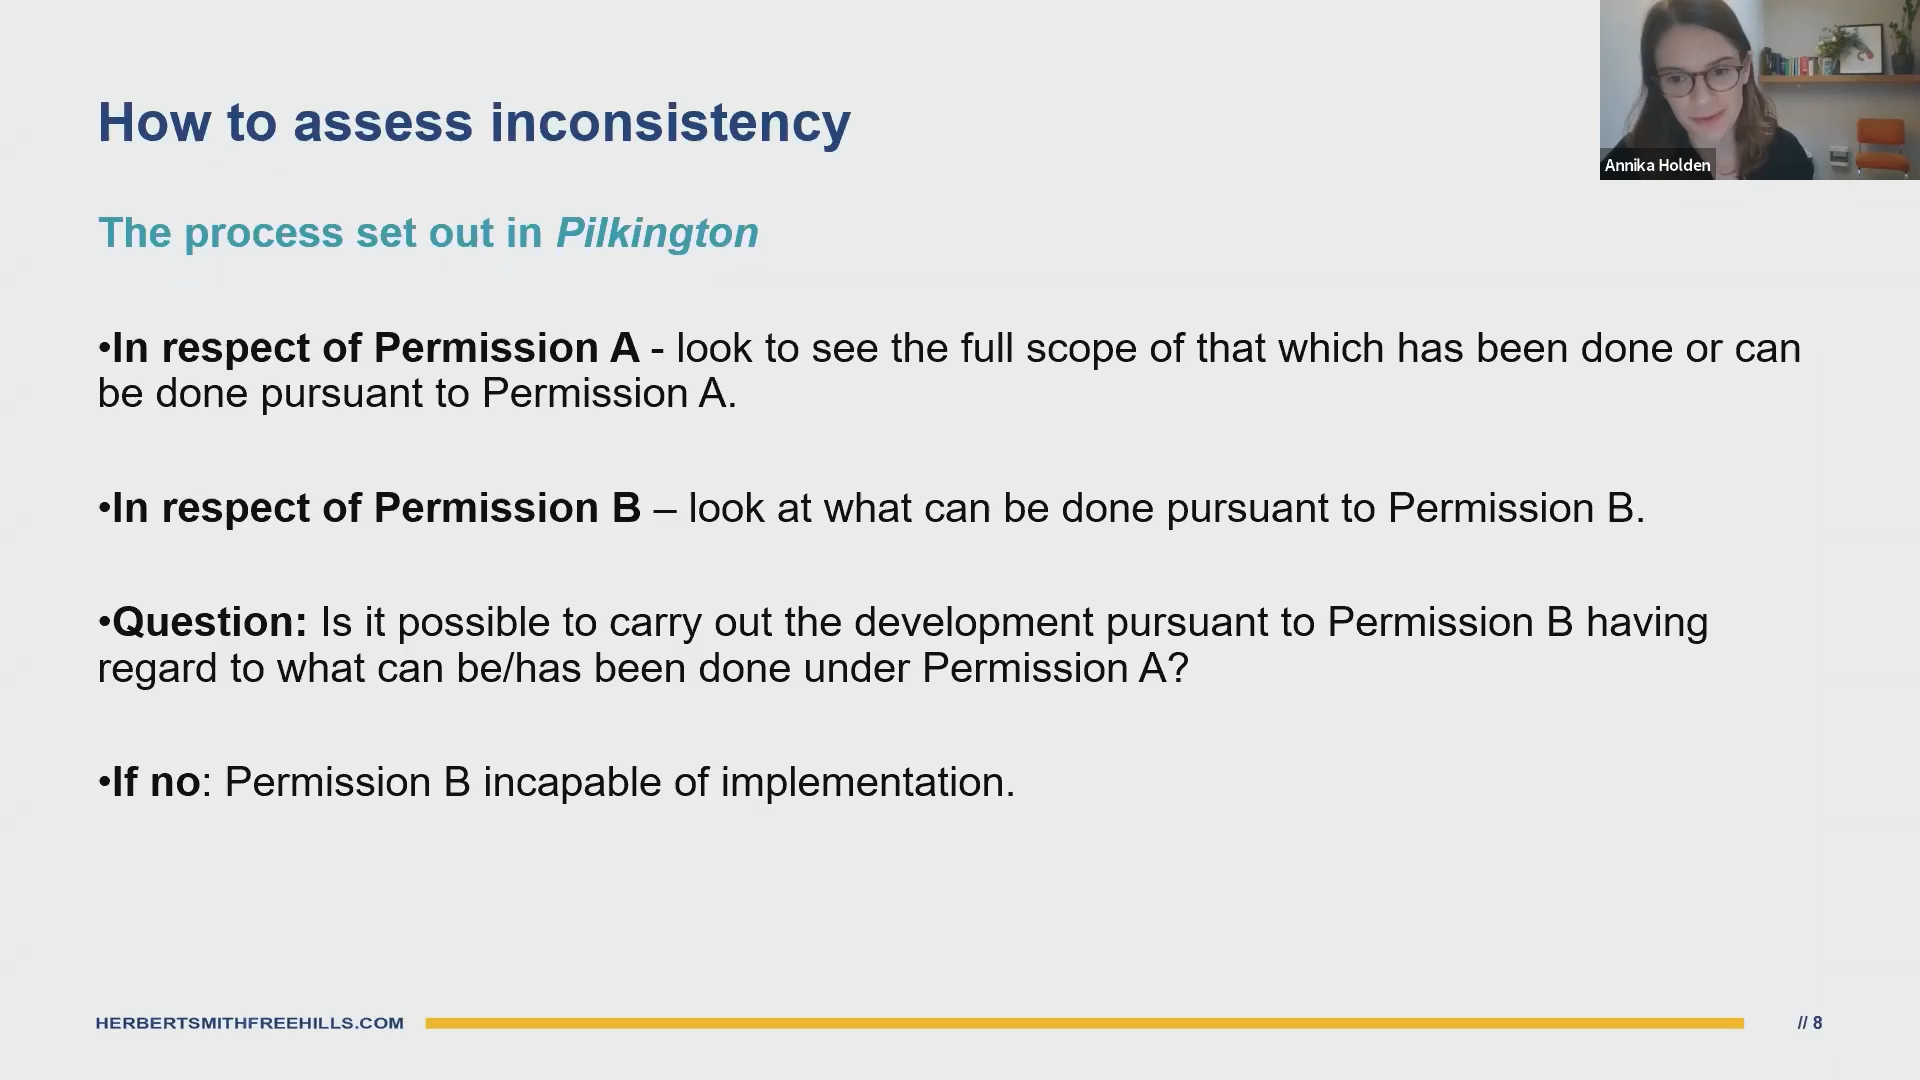 How to assess inconsistency
Annika Holden
The process set out in Pilkington
•In respect of Permission A - look to see the full scope of that which has been done or can
be done pursuant to Permission A.
•In respect of Permission B – look at what can be done pursuant to Permission B.
•Question: Is it possible to carry out the development pursuant to Permission B having
regard to what can be/has been done under Permission A?
•If no: Permission B incapable of implementation.
HERBERTSMITHFREEHILLS.COM
// 8